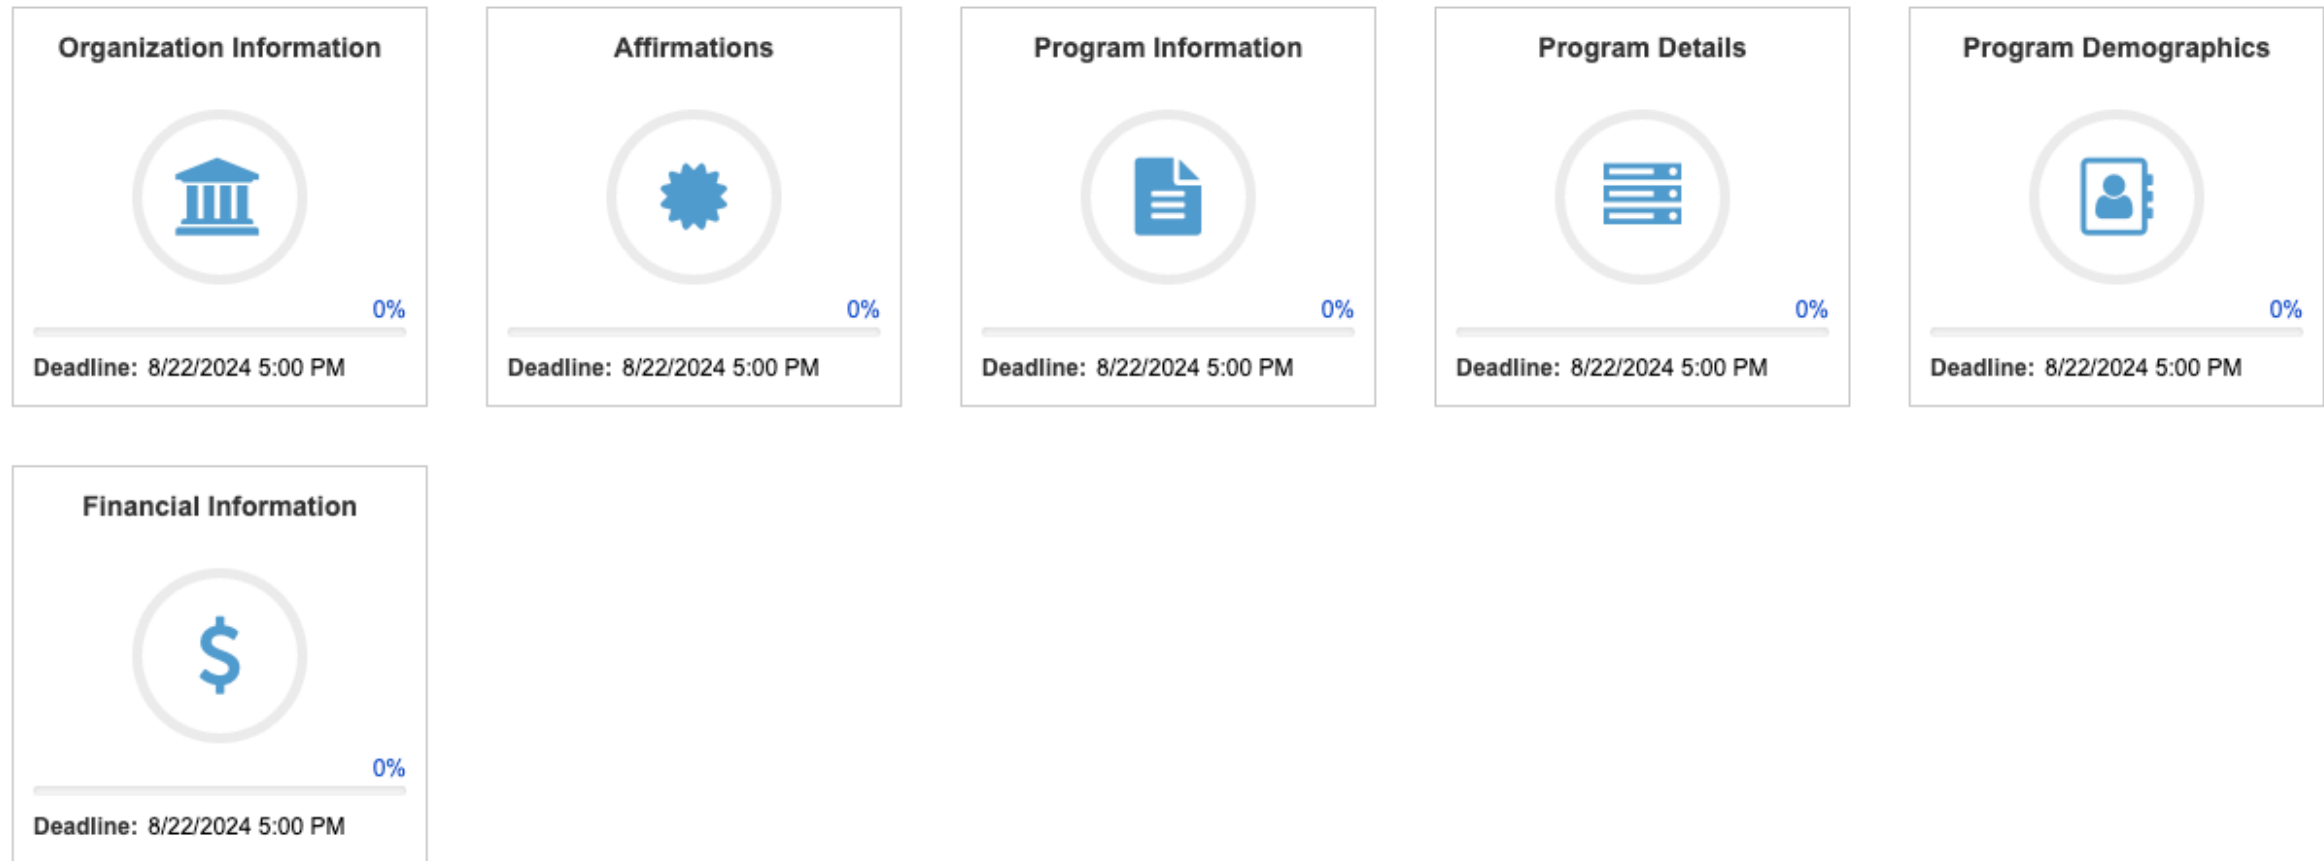 Organization Information
Affirmations
Program Information
Program Details
Program Demographics
0%
0%
0%
0%
0%
Deadline: 8/22/2024 5:00 PM
Deadline: 8/22/2024 5:00 PM
Deadline: 8/22/2024 5:00 PM
Deadline: 8/22/2024 5:00 PM
Deadline: 8/22/2024 5:00 PM
Financial Information
$
0%
Deadline: 8/22/2024 5:00 PM